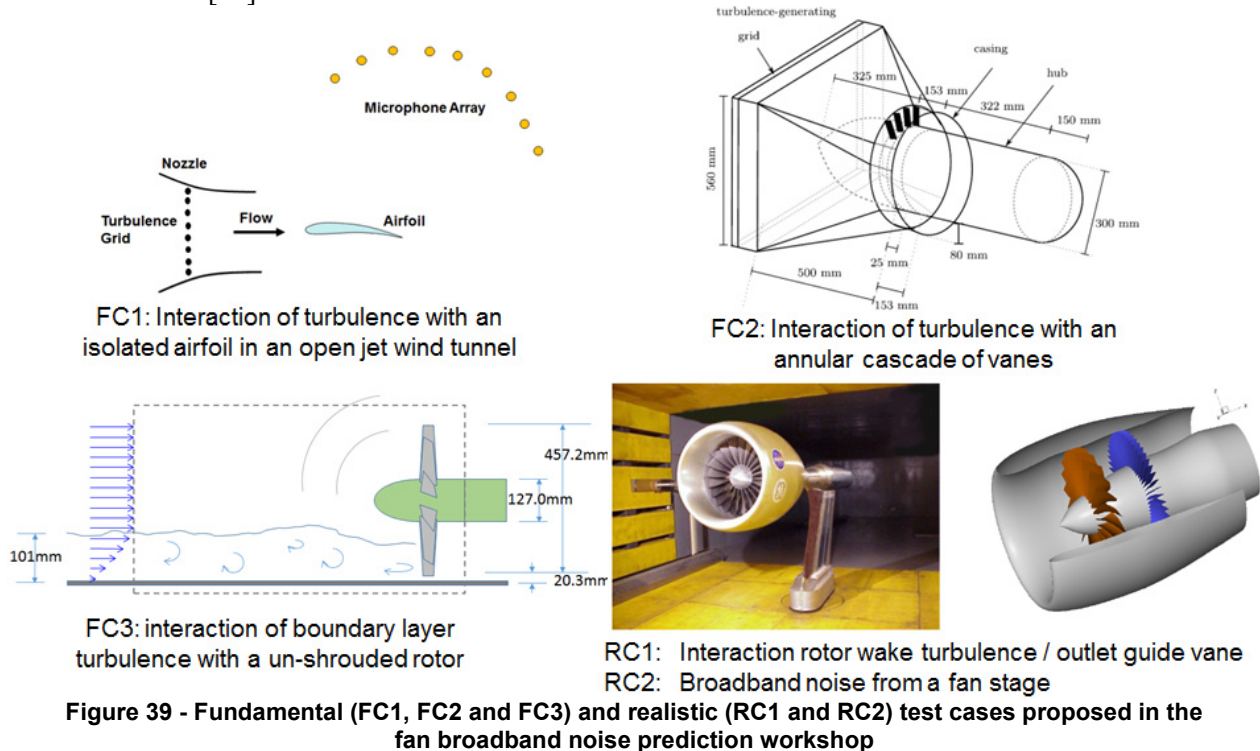 Nozzle
Turbulence
Grid
Flow
Airfoil
Microphone Array
FC1: Interaction of turbulence with an
isolated airfoil in an open jet wind tunnel
turbulence-generating
grid
casing
hub
325 mm
153 mm
322 mm
150 mm
560 mm
300 mm
80 mm
25 mm
500 mm
153 mm
FC2: Interaction of turbulence with an
annular cascade of vanes
457.2mm
127.0mm
101mm
20.3mm
FC3: interaction of boundary layer
turbulence with a un-shrouded rotor
RC1: Interaction rotor wake turbulence / outlet guide vane
RC2: Broadband noise from a fan stage
Figure 39 - Fundamental (FC1, FC2 and FC3) and realistic (RC1 and RC2) test cases proposed in the
fan broadband noise prediction workshop